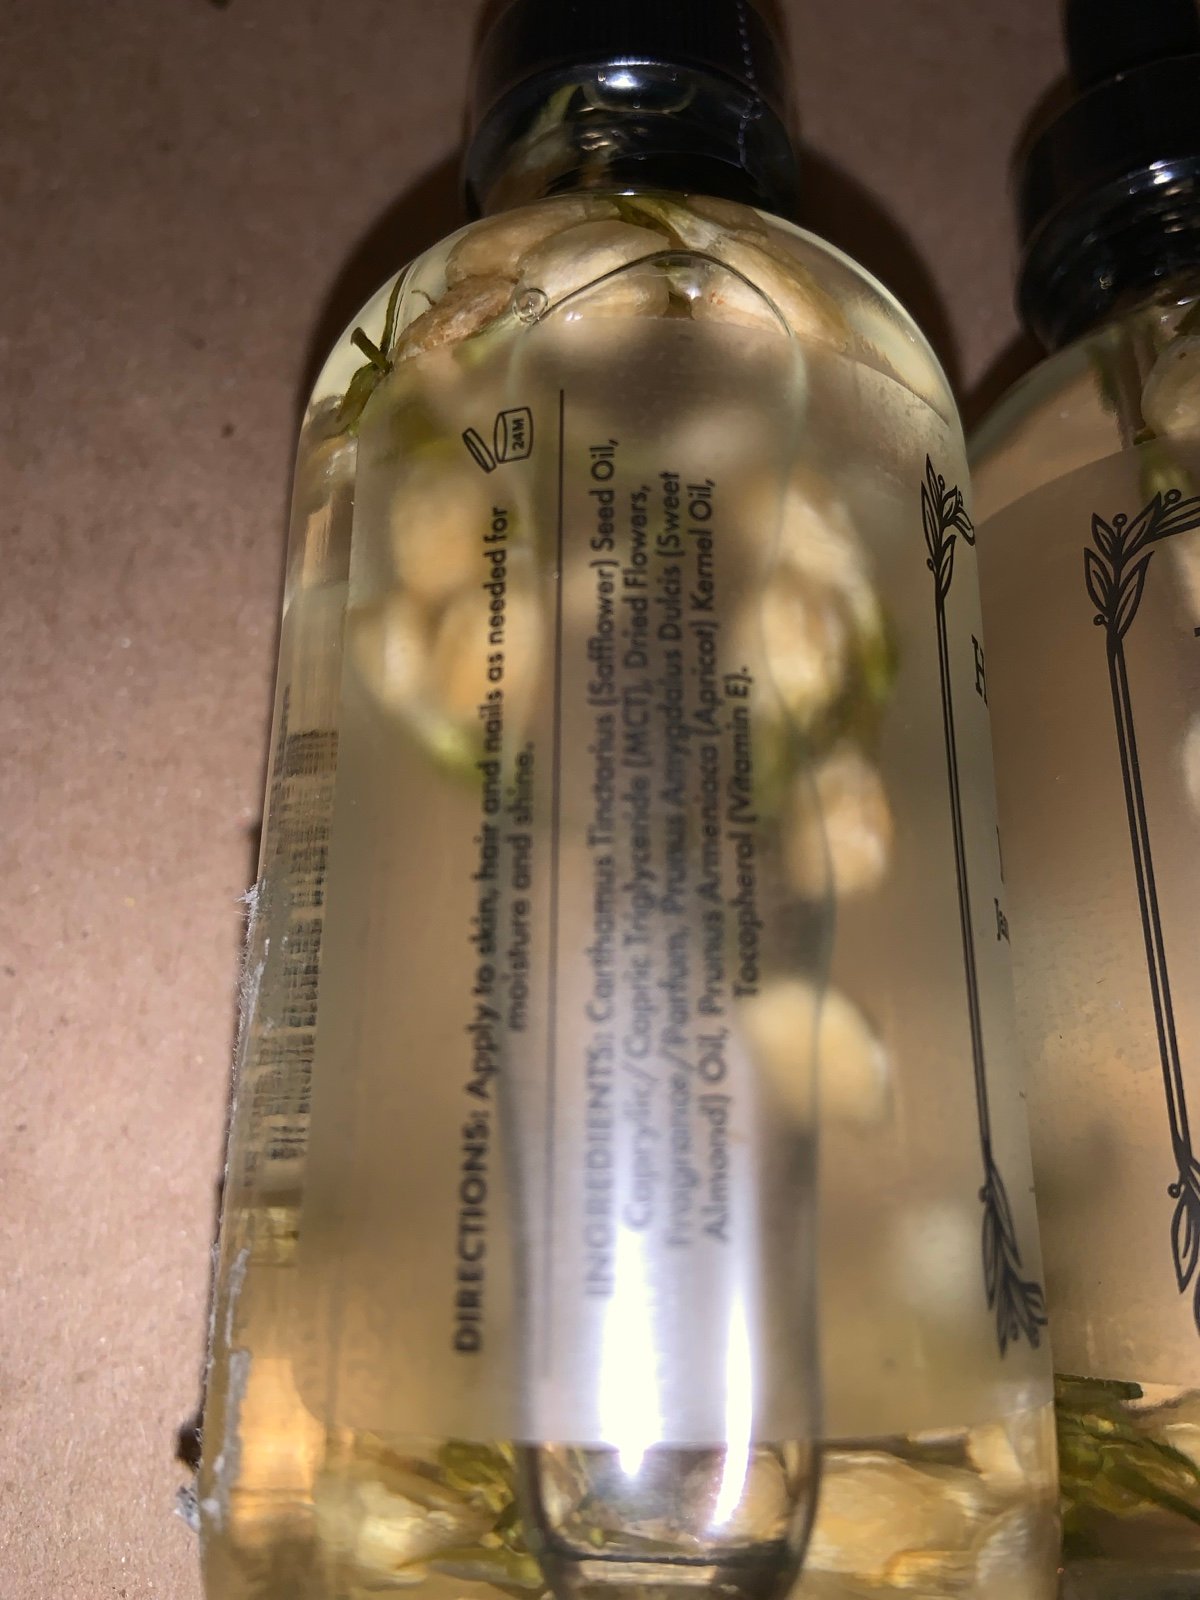 DIRECTIONS: Apply to skin, hair and nails as needed for
moisture and shine.
24M
INGREDIENTS: Carthamus Tinctorius (Safflower) Seed Oil,
Caprylic/Capric Triglyceride (MCT), Dried Flowers,
Fragrance/Parfum, Prunus Amygdalus Dulcis (Sweet
Almond) Oil, Prunus Armeniaca (Apricot) Kernel Oil,
Tocopherol (Vitamin E).
H